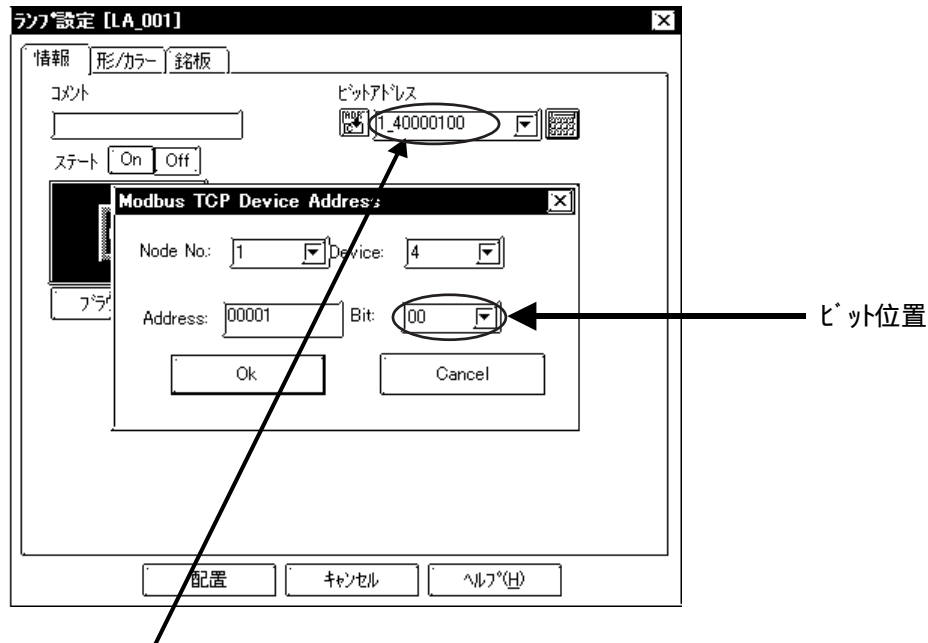 ﾗﾝﾌﾟ設定 [LA_001]
情報 形/ｶﾗｰ 銘板
ｺﾒﾝﾄ ﾋﾞｯﾄｱﾄﾞﾚｽ
1_40000100
ｽﾃｰﾄ On Off
Modbus TCP Device Address
Node No.: 1 Device: 4
ﾌﾞﾗｳ
Address: 00001 Bit: 00
ﾋﾞｯﾄ位置
Ok Cancel
配置 ｷｬﾝｾﾙ ﾍﾙﾌﾟ(H)